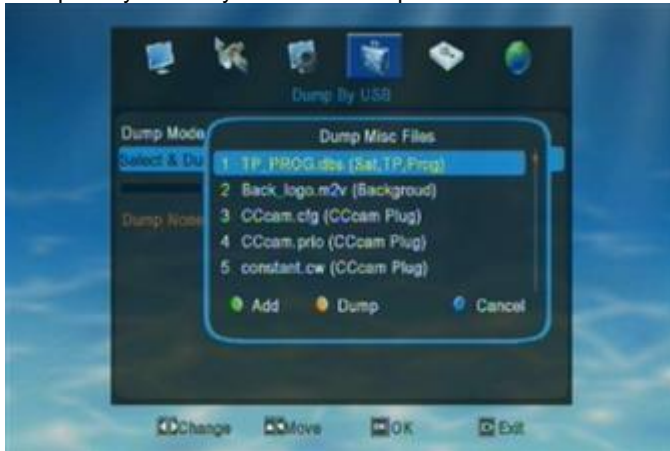 Dump By USB
Dump Mode
Dump Misc Files
Select & Du
1 TP_PROG.dbs (Sat,TP,Prog)
2 Back_logo.m2v (Backgroud)
3 CCcam.cfg (CCcam Plug)
Dump None
4 CCcam.prio (CCcam Plug)
5 constant.cw (CCcam Plug)
Add Dump Cancel
Change Move OK Exit